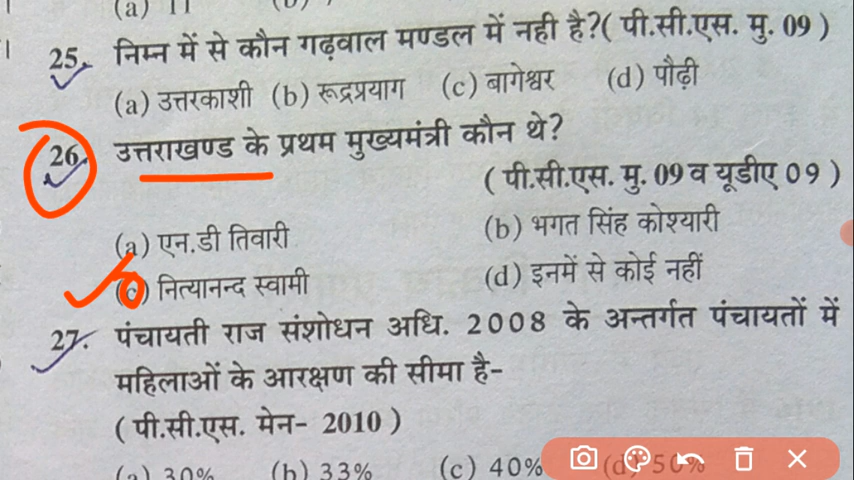 (a) 11
25. निम्न में से कौन गढ़वाल मण्डल में नही है?( पी.सी.एस. मु. 09 )
(a) उत्तरकाशी (b) रूद्रप्रयाग (c) बागेश्वर (d) पौढ़ी
26. उत्तराखण्ड के प्रथम मुख्यमंत्री कौन थे?
( पी.सी.एस. मु. 09 व यूडीए 09 )
(a) एन.डी तिवारी (b) भगत सिंह कोश्यारी
(c) नित्यानन्द स्वामी (d) इनमें से कोई नहीं
27. पंचायती राज संशोधन अधि. 2008 के अन्तर्गत पंचायतों में
महिलाओं के आरक्षण की सीमा है-
( पी.सी.एस. मेन- 2010 )
(a) 30% (b) 33% (c) 40% (d) 50%